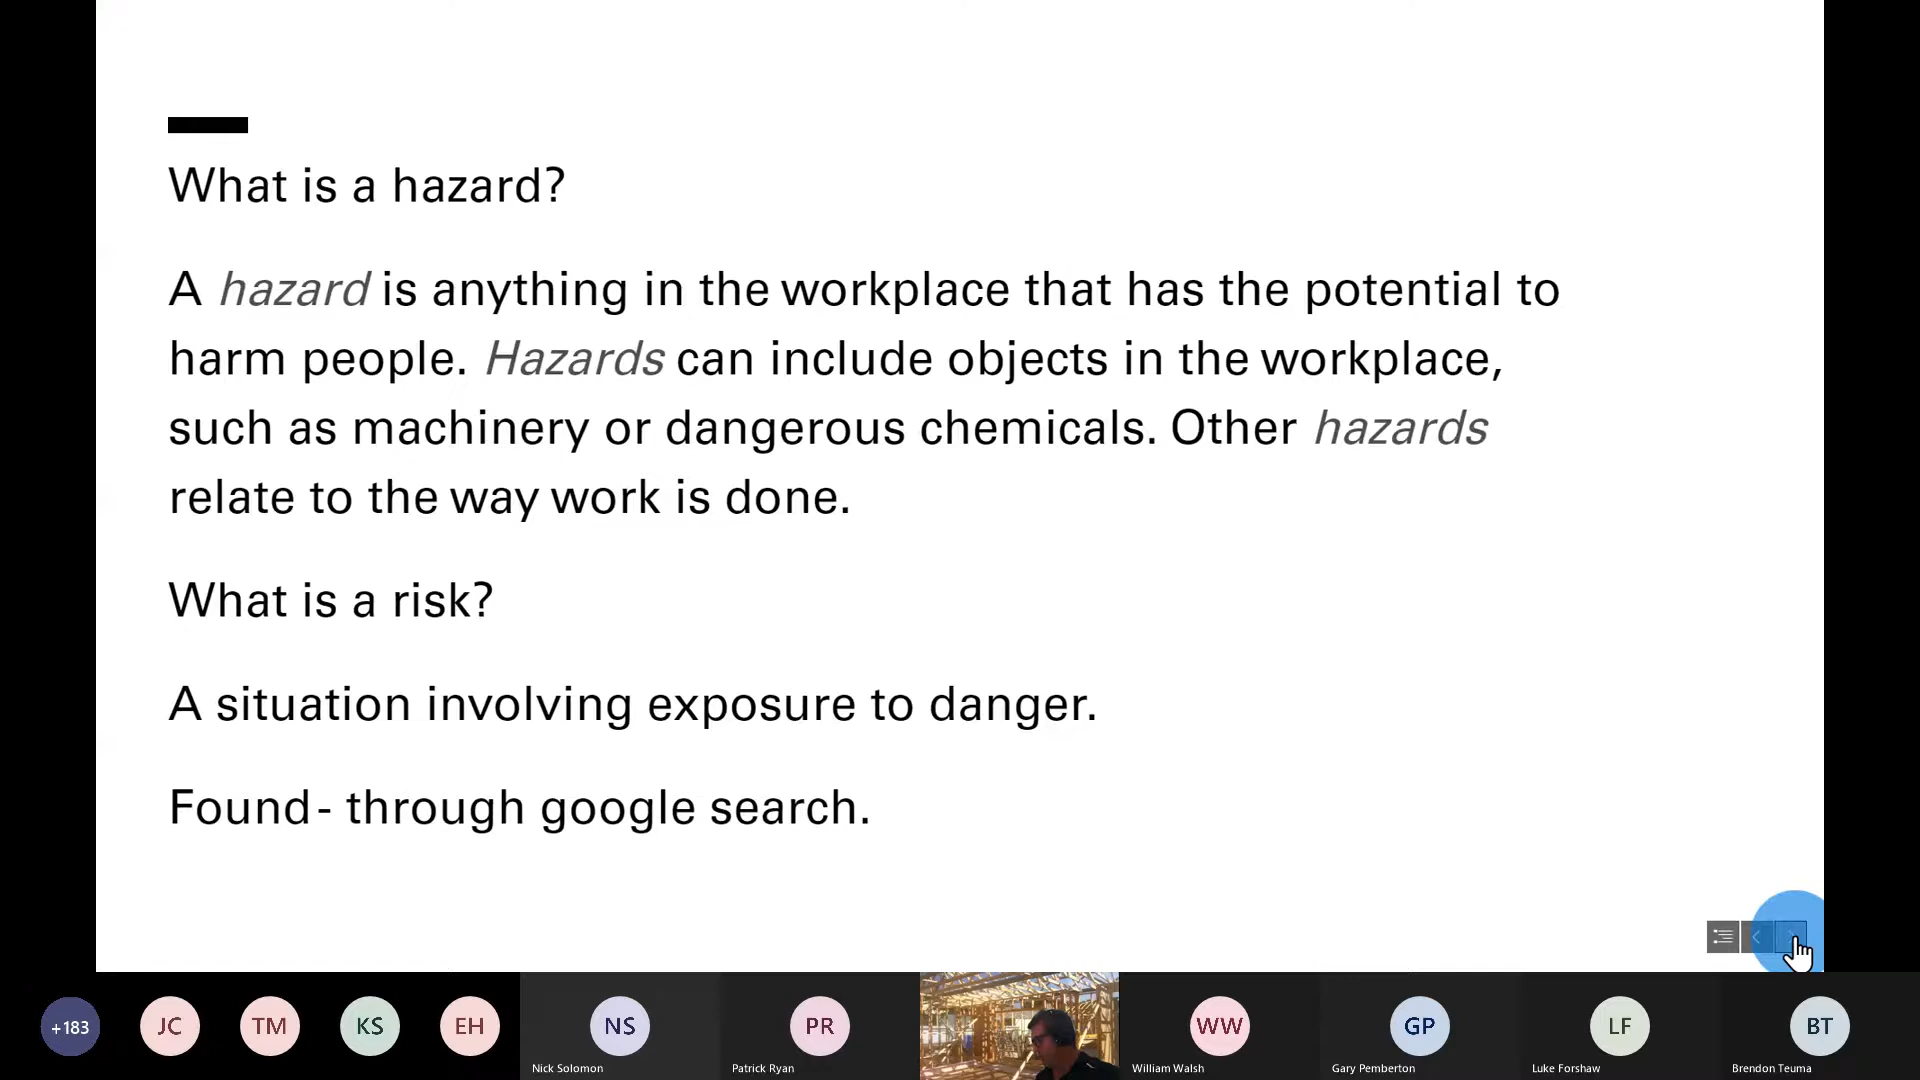 What is a hazard?
A hazard is anything in the workplace that has the potential to
harm people. Hazards can include objects in the workplace,
such as machinery or dangerous chemicals. Other hazards
relate to the way work is done.
What is a risk?
A situation involving exposure to danger.
Found- through google search.
+183
JC
TM
KS
EH
NS
PR
WW
GP
LF
BT
Nick Solomon
Patrick Ryan
William Walsh
Gary Pemberton
Luke Forshaw
Brendon Teuma